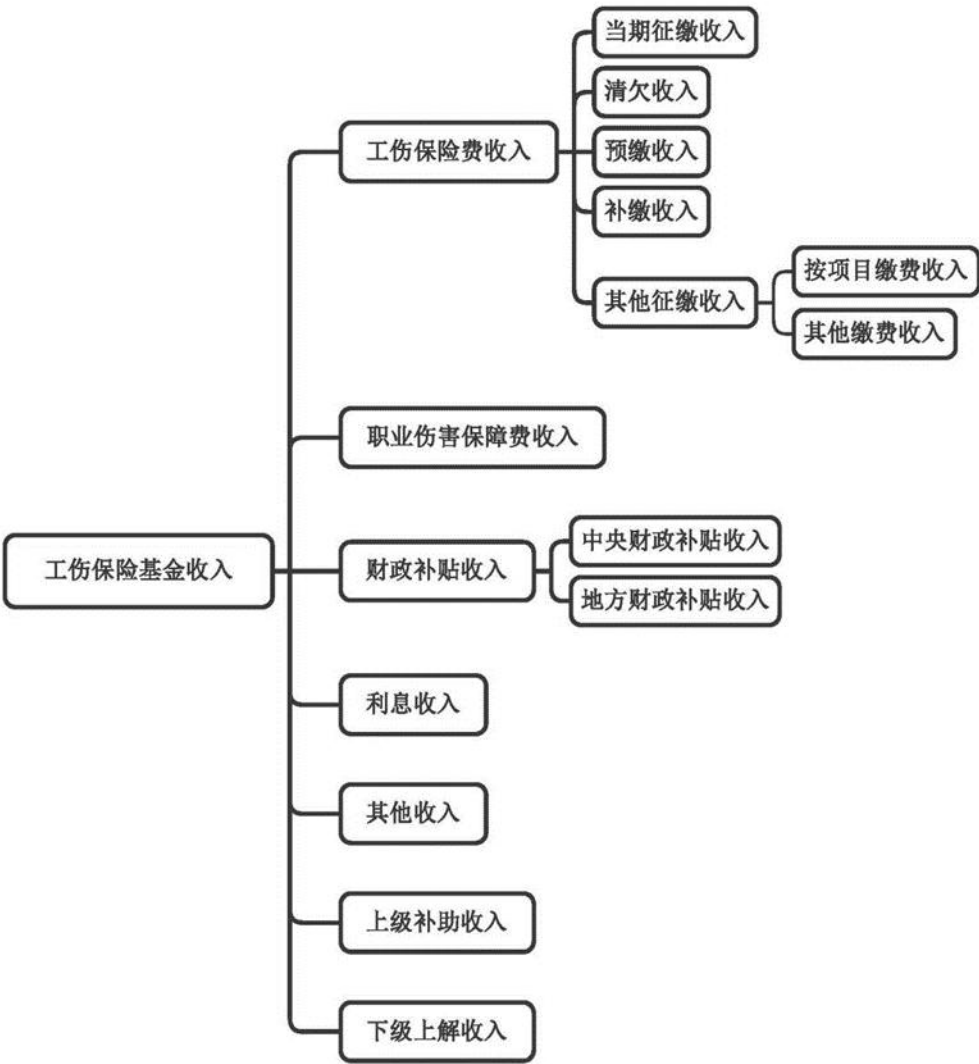 工伤保险基金收入
工伤保险费收入
当期征缴收入
清欠收入
预缴收入
补缴收入
其他征缴收入
按项目缴费收入
其他缴费收入
职业伤害保障费收入
财政补贴收入
中央财政补贴收入
地方财政补贴收入
利息收入
其他收入
上级补助收入
下级上解收入